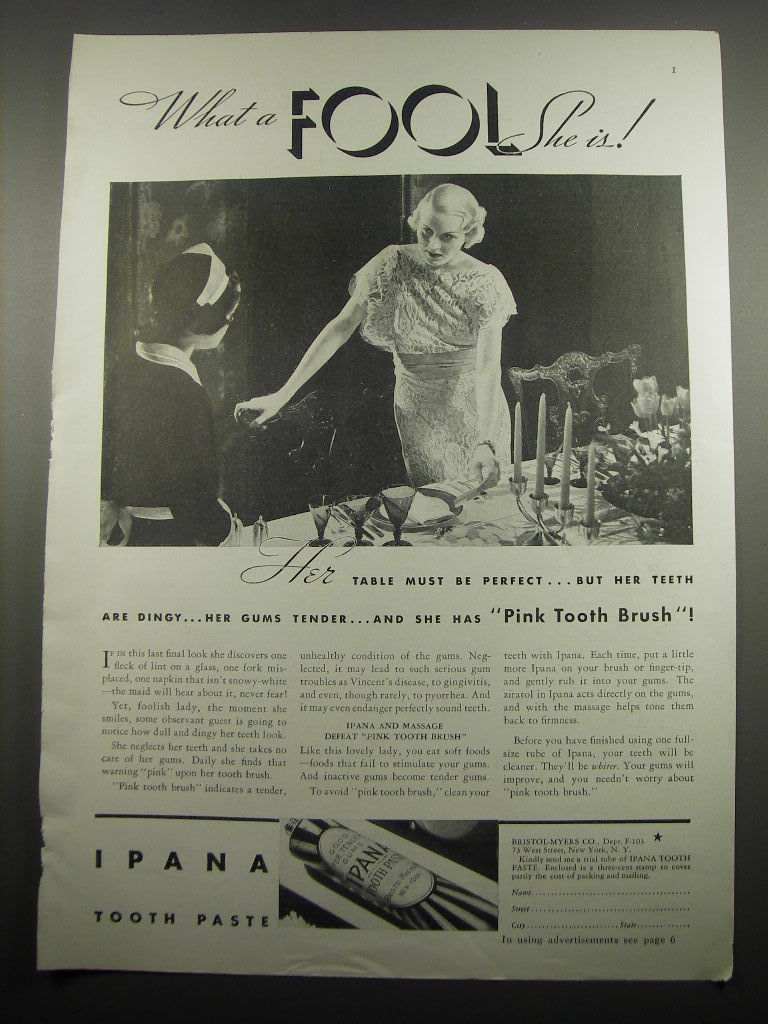 I
What a FOOL She is!
Her TABLE MUST BE PERFECT... BUT HER TEETH
ARE DINGY...HER GUMS TENDER...AND SHE HAS "Pink Tooth Brush"!
IF IN this last final look she discovers one
fleck of lint on a glass, one fork mis-
placed, one napkin that isn't snowy-white
—the maid will hear about it, never fear!
Yet, foolish lady, the moment she
smiles, some observant guest is going to
notice how dull and dingy her teeth look.
She neglects her teeth and she takes no
care of her gums. Daily she finds that
warning "pink" upon her tooth brush.
"Pink tooth brush" indicates a tender,
unhealthy condition of the gums. Neg-
lected, it may lead to such serious gum
troubles as Vincent's disease, to gingivitis,
and even, though rarely, to pyorrhea. And
it may even endanger perfectly sound teeth.
IPANA AND MASSAGE
DEFEAT "PINK TOOTH BRUSH"
Like this lovely lady, you eat soft foods
—foods that fail to stimulate your gums.
And inactive gums become tender gums.
To avoid "pink tooth brush," clean your
teeth with Ipana. Each time, put a little
more Ipana on your brush or finger-tip,
and gently rub it into your gums. The
ziratol in Ipana acts directly on the gums,
and with the massage helps tone them
back to firmness.
Before you have finished using one full-
size tube of Ipana, your teeth will be
cleaner. They'll be whiter. Your gums will
improve, and you needn't worry about
"pink tooth brush."
IPANA
TOOTH PASTE
GOOD
FOR TENDER
GUMS
IPANA
TOOTH PASTE
BRISTOL-MYERS
NEW YORK
BRISTOL-MYERS CO., Dept. F-103 ★
73 West Street, New York, N. Y.
Kindly send me a trial tube of IPANA TOOTH
PASTE. Enclosed is a three-cent stamp to cover
partly the cost of packing and mailing.
Name
Street
City State
In using advertisements see page 6